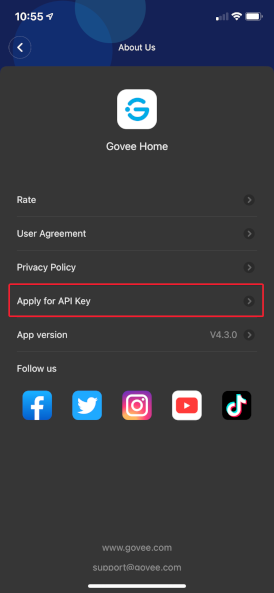 10:55
About Us
Govee Home
Rate
User Agreement
Privacy Policy
Apply for API Key
App version V4.3.0
Follow us
www.govee.com
support@govee.com